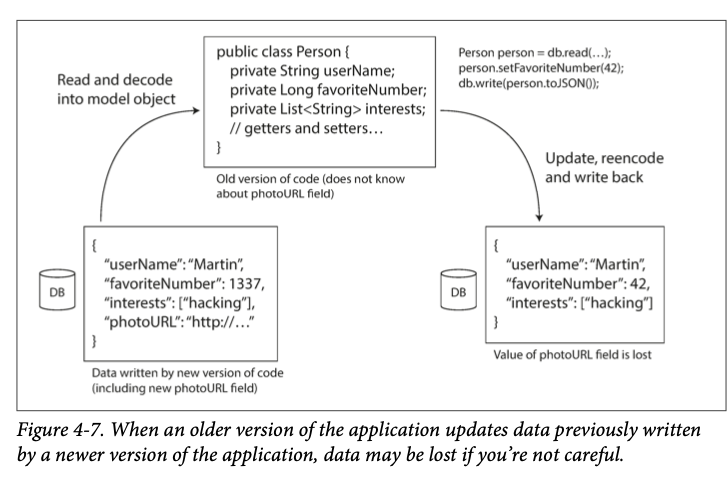 Read and decode
into model object
public class Person {
private String userName;
private Long favoriteNumber;
private List<String> interests;
// getters and setters…
}
Old version of code (does not know
about photoURL field)
Person person = db.read(…);
person.setFavoriteNumber(42);
db.write(person.toJSON());
Update, reencode
and write back
DB
{
“userName”: “Martin”,
“favoriteNumber”: 1337,
“interests”: [“hacking”],
“photoURL”: “http://…”
}
Data written by new version of code
(including new photoURL field)
DB
{
“userName”: “Martin”,
“favoriteNumber”: 42,
“interests”: [“hacking”]
}
Value of photoURL field is lost
Figure 4-7. When an older version of the application updates data previously written
by a newer version of the application, data may be lost if you’re not careful.